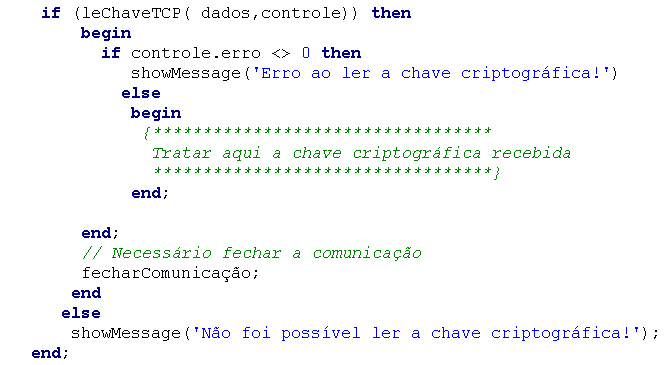 if (leChaveTCP( dados,controle)) then
begin
if controle.erro <> 0 then
showMessage('Erro ao ler a chave criptográfica!')
else
begin
{**********************************
Tratar aqui a chave criptográfica recebida
**********************************}
end;
end;
// Necessário fechar a comunicação
fecharComunicação;
end
else
showMessage('Não foi possível ler a chave criptográfica!');
end;